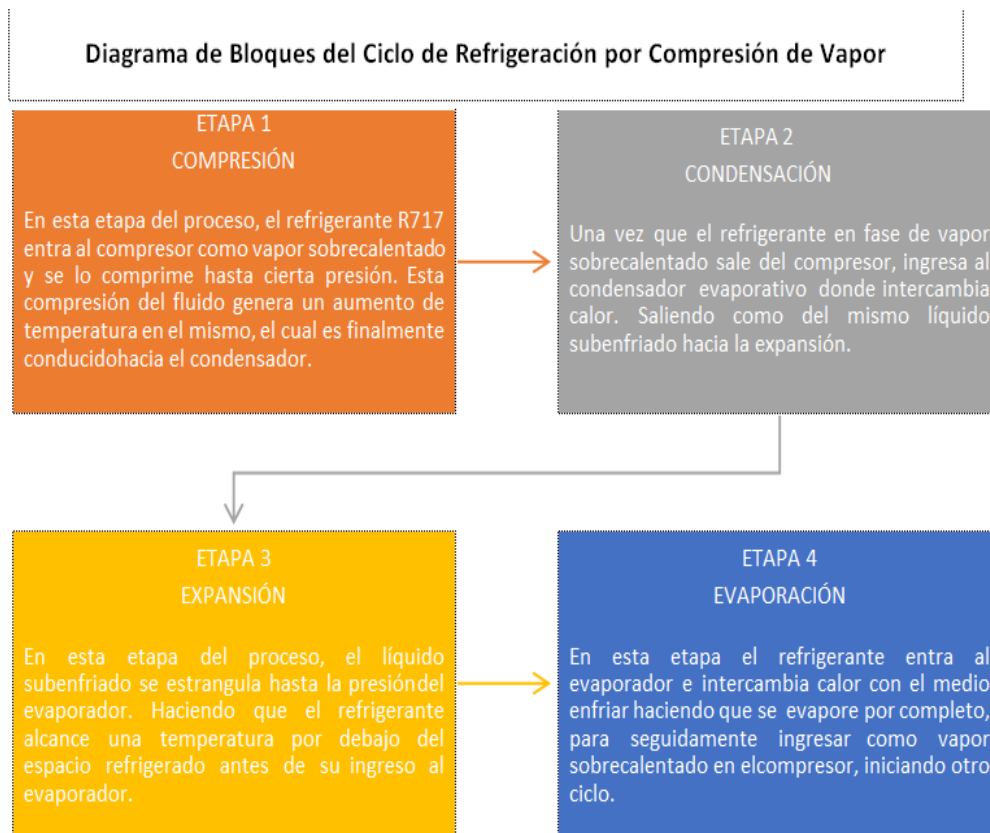 Diagrama de Bloques del Ciclo de Refrigeración por Compresión de Vapor
ETAPA 1
COMPRESIÓN
En esta etapa del proceso, el refrigerante R717
entra al compresor como vapor sobrecalentado
y se lo comprime hasta cierta presión. Esta
compresión del fluido genera un aumento de
temperatura en el mismo, el cual es finalmente
conducidohacia el condensador.
ETAPA 2
CONDENSACIÓN
Una vez que el refrigerante en fase de vapor
sobrecalentado sale del compresor, ingresa al
condensador evaporativo donde intercambia
calor. Saliendo como del mismo líquido
subenfriado hacia la expansión.
ETAPA 3
EXPANSIÓN
En esta etapa del proceso, el líquido
subenfriado se estrangula hasta la presióndel
evaporador. Haciendo que el refrigerante
alcance una temperatura por debajo del
espacio refrigerado antes de su ingreso al
evaporador.
ETAPA 4
EVAPORACIÓN
En esta etapa el refrigerante entra al
evaporador e intercambia calor con el medio
enfriar haciendo que se evapore por completo,
para seguidamente ingresar como vapor
sobrecalentado en elcompresor, iniciando otro
ciclo.